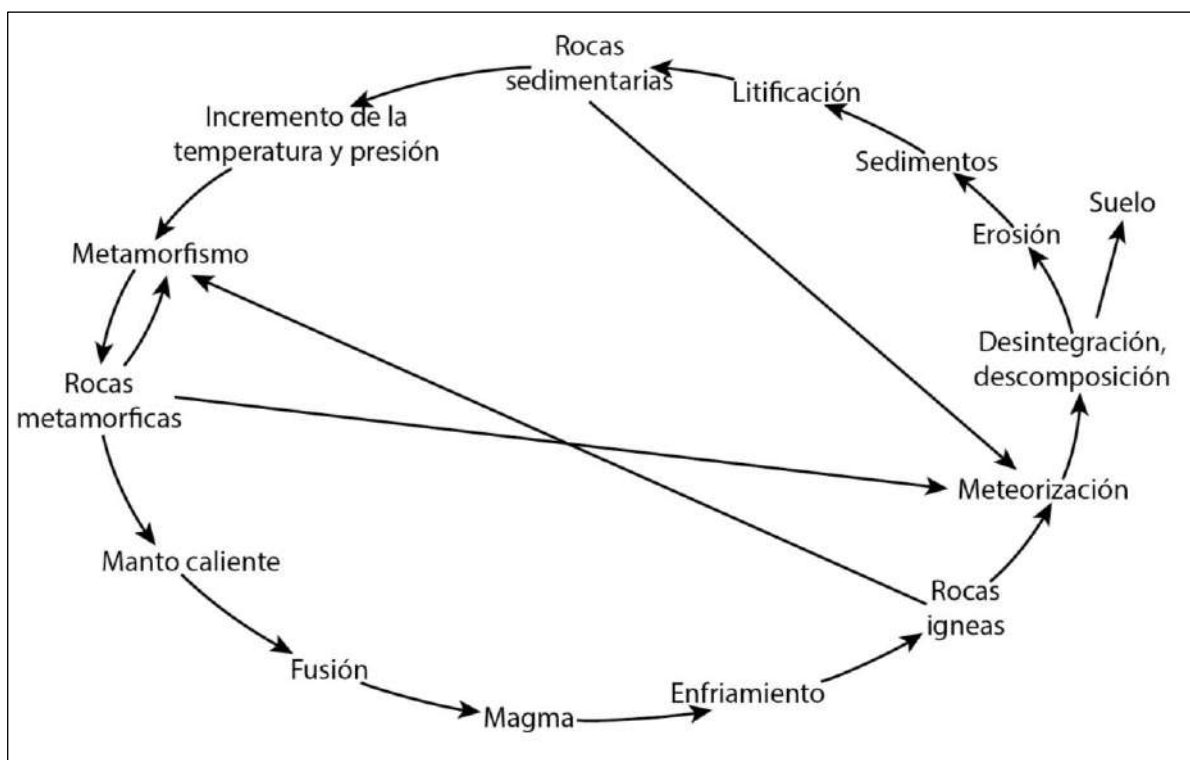 Rocas
sedimentarias
Litificación
Incremento de la
temperatura y presión
Sedimentos
Suelo
Erosión
Metamorfismo
Desintegración,
descomposición
Rocas
metamorficas
Meteorización
Manto caliente
Rocas
igneas
Fusión
Enfriamiento
Magma